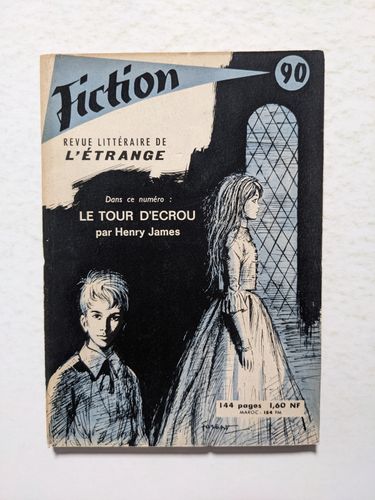 Fiction
90
REVUE LITTÉRAIRE DE
L'ÉTRANGE
Dans ce numéro :
LE TOUR D'ECROU
par Henry James
144 pages 1,60 NF
MAROC : 164 FM